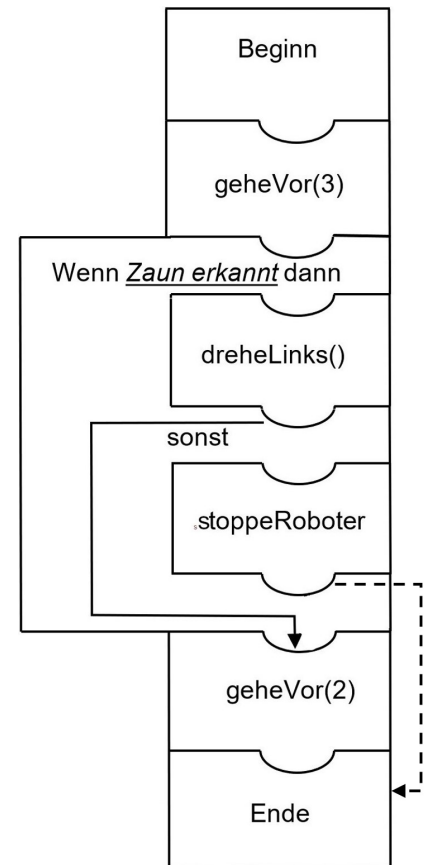 Beginn
geheVor(3)
Wenn Zaun erkannt dann
dreheLinks()
sonst
stoppeRoboter
geheVor(2)
Ende